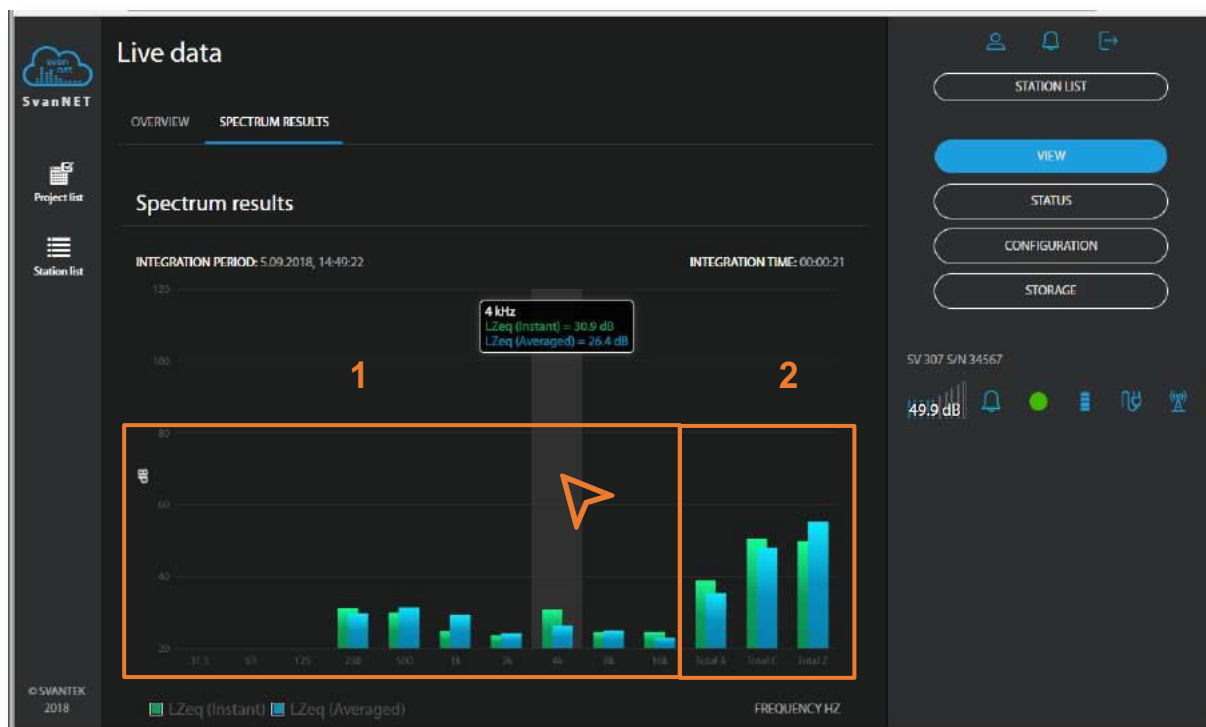 Live data
svan
net
SvanNET
OVERVIEW SPECTRUM RESULTS
Project list
Station list
Spectrum results
INTEGRATION PERIOD: 5.09.2018, 14:49:22 INTEGRATION TIME: 00:00:21
120
100
80
60
40
20
dB
4 kHz
LZeq (Instant) = 30.9 dB
LZeq (Averaged) = 26.4 dB
1
2
31.5 63 125 250 500 1k 2k 4k 8k 16k Total A Total C Total Z
LZeq (Instant) LZeq (Averaged) FREQUENCY HZ
© SVANTEK
2018
STATION LIST
VIEW
STATUS
CONFIGURATION
STORAGE
SV 307 S/N 34567
49.9 dB